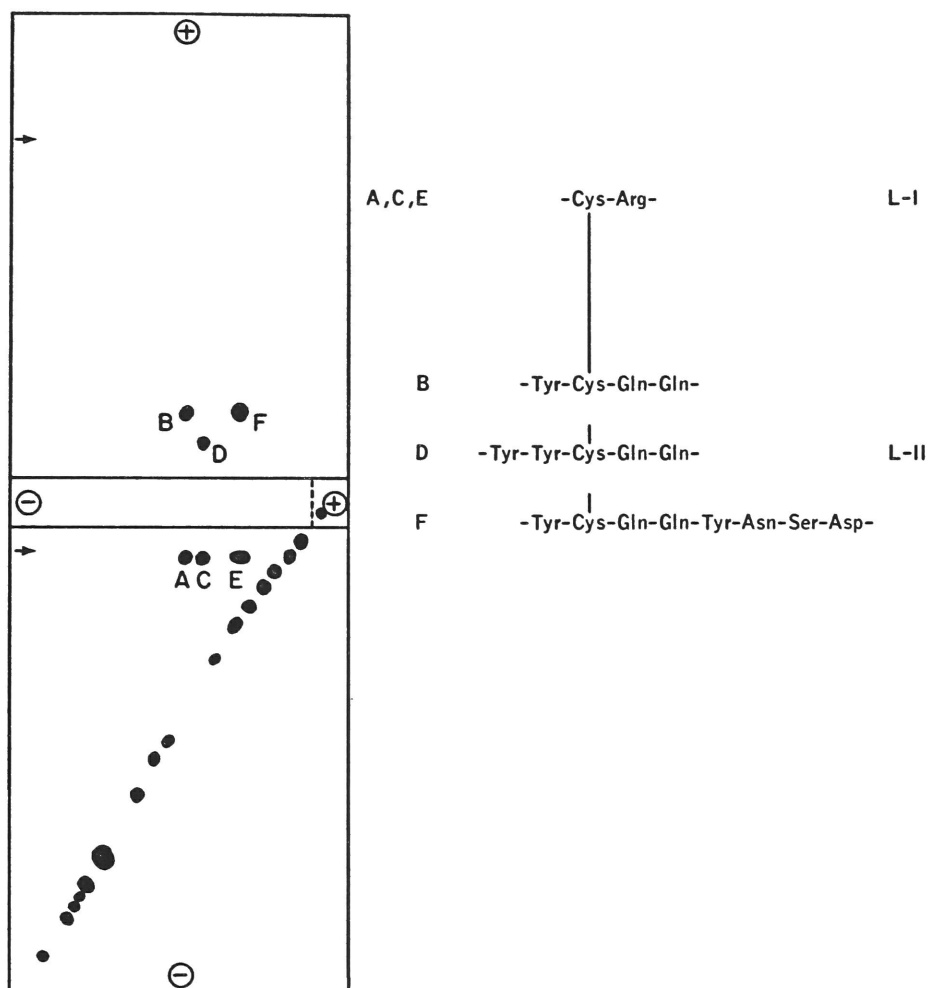 +
A,C,E -Cys-Arg- L-I
B -Tyr-Cys-Gln-Gln-
B F
D
D -Tyr-Tyr-Cys-Gln-Gln- L-II
- +
F -Tyr-Cys-Gln-Gln-Tyr-Asn-Ser-Asp-
A C E
-